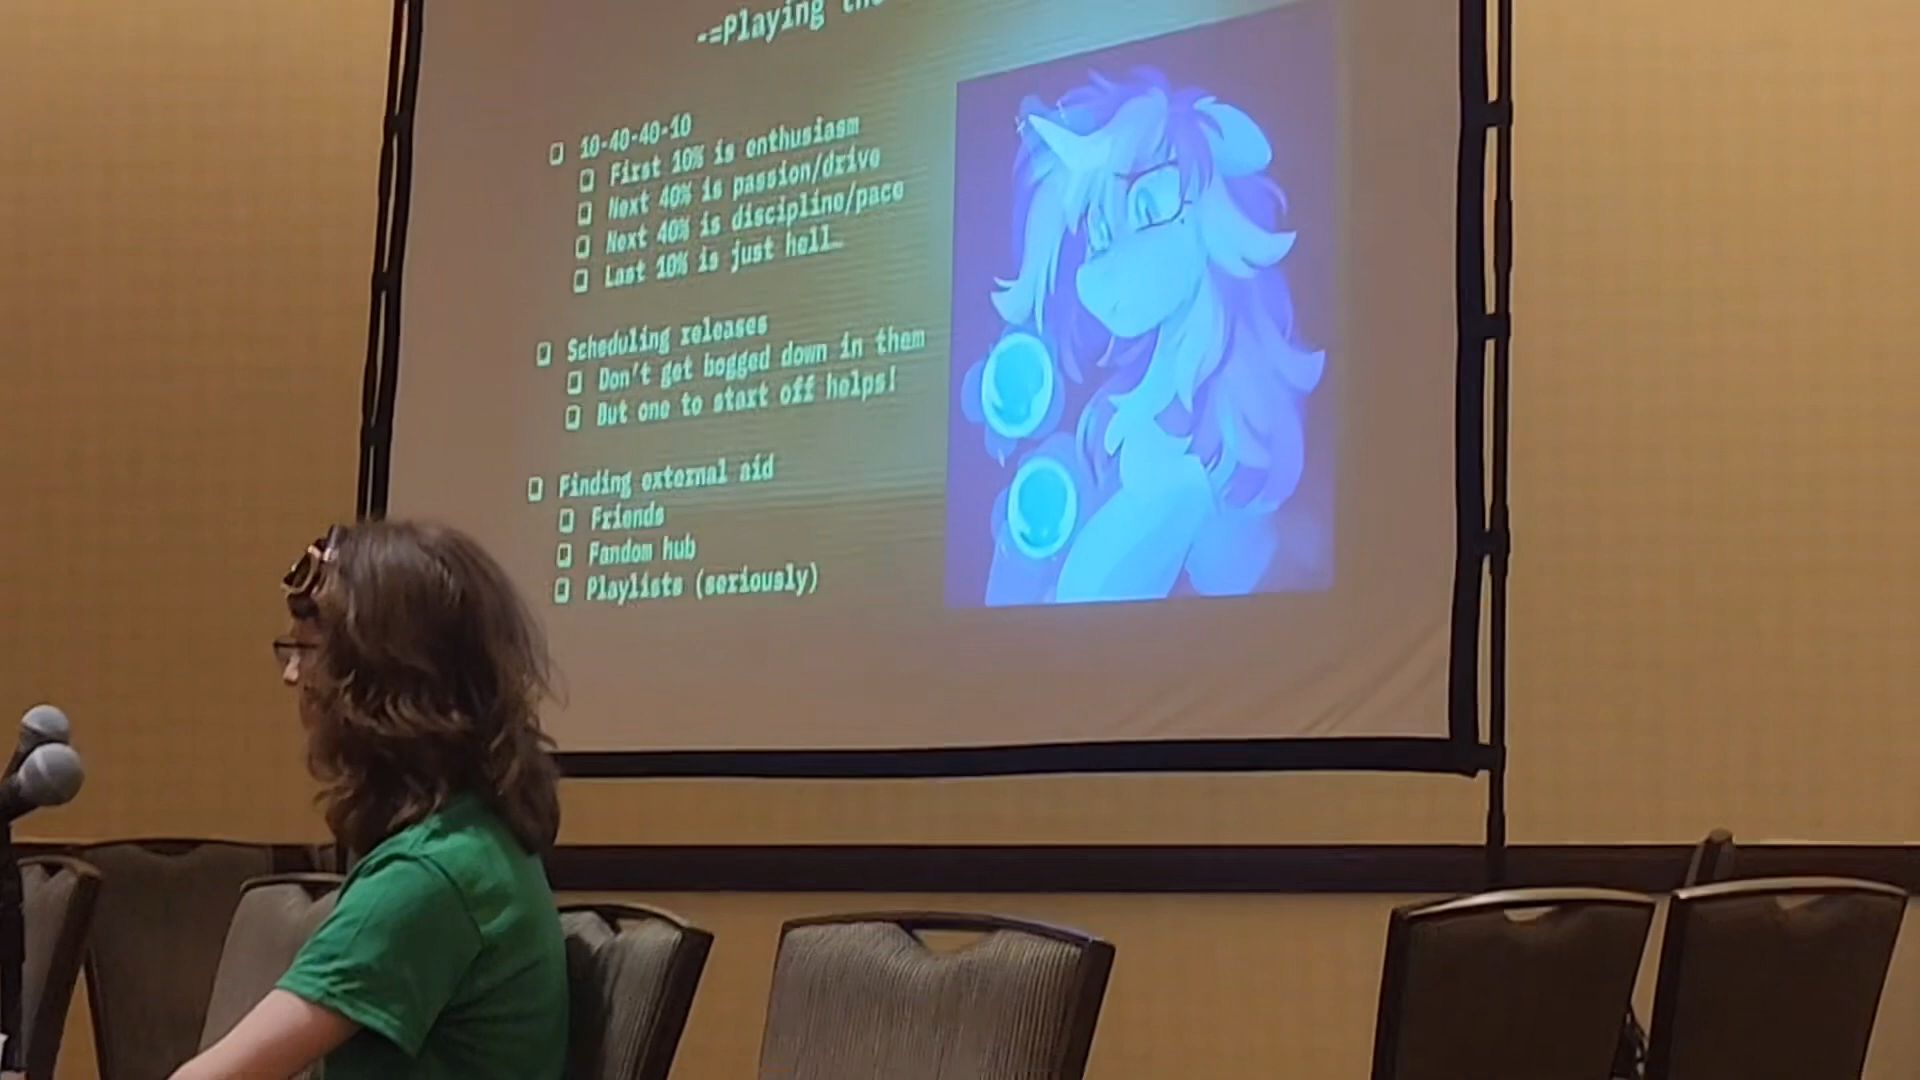 -=Playing the
10-40-40-10
First 10% is enthusiasm
Next 40% is passion/drive
Next 40% is discipline/pace
Last 10% is just hell…
Scheduling releases
Don't get bogged down in them
But one to start off helps!
Finding external aid
Friends
Fandom hub
Playlists (seriously)